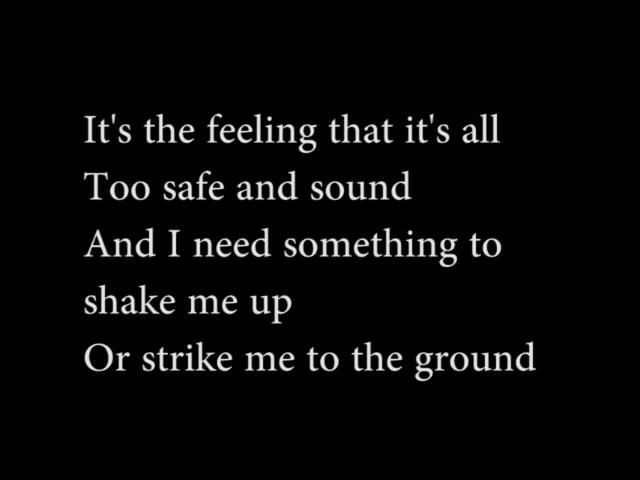 It's the feeling that it's all
Too safe and sound
And I need something to
shake me up
Or strike me to the ground